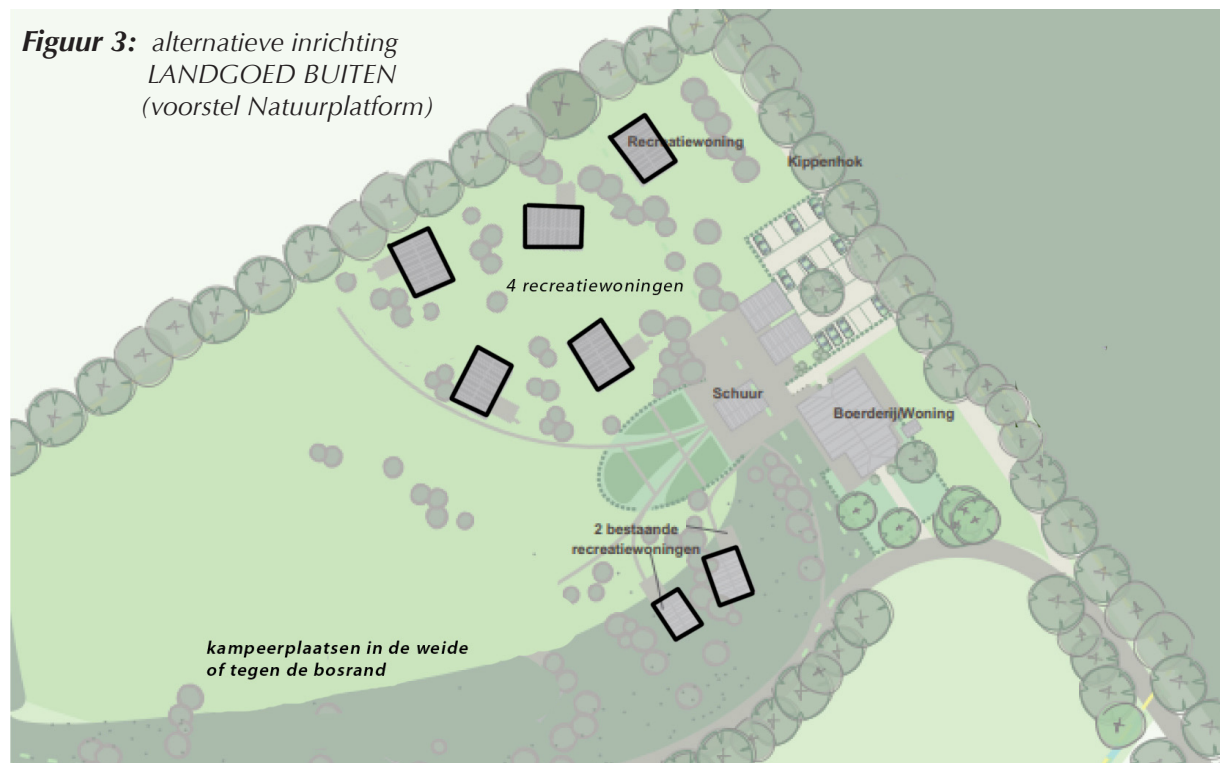 Figuur 3: alternatieve inrichting
LANDGOED BUITEN
(voorstel Natuurplatform)
Recreatiewoning
Kippenhok
4 recreatiewoningen
Schuur
Boerderij/Woning
2 bestaande
recreatiewoningen
kampeerplaatsen in de weide
of tegen de bosrand